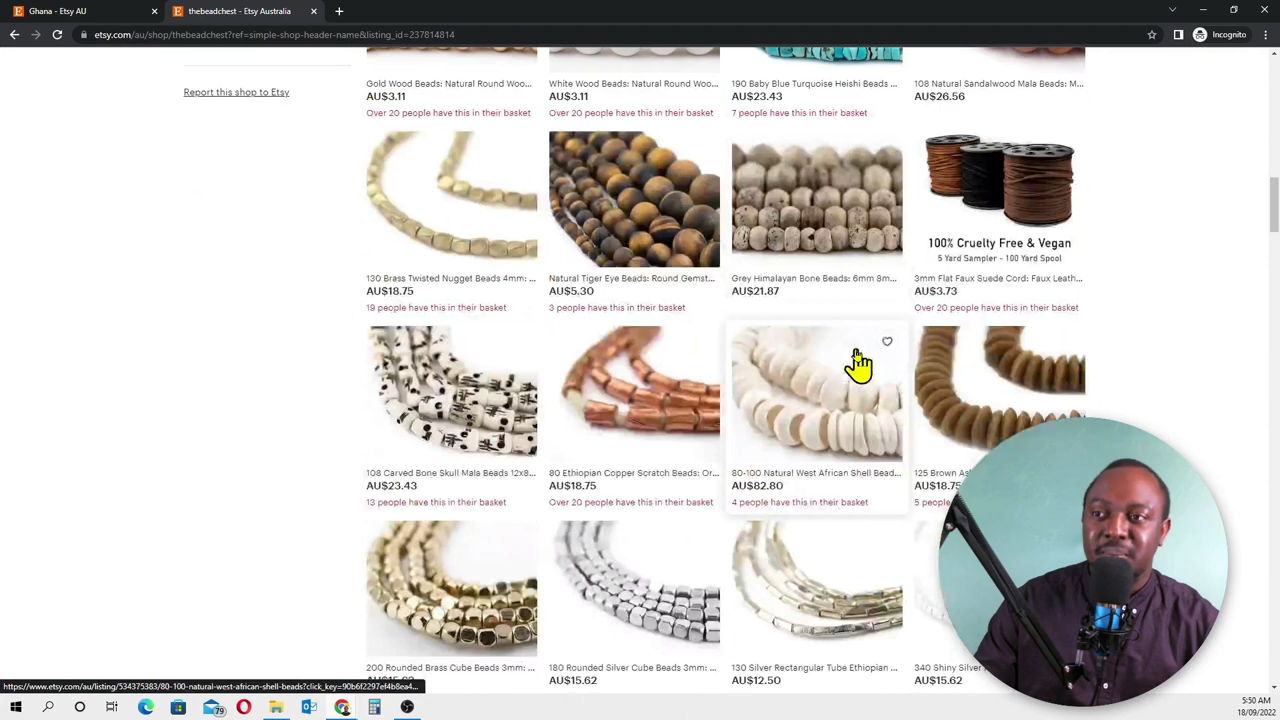 Ghana - Etsy AU
thebeadchest - Etsy Australia
etsy.com/au/shop/thebeadchest?ref=simple-shop-header-name&listing_id=237814814
Incognito
Report this shop to Etsy
Gold Wood Beads: Natural Round Woo...
AU$3.11
Over 20 people have this in their basket
White Wood Beads: Natural Round Woo...
AU$3.11
Over 20 people have this in their basket
190 Baby Blue Turquoise Heishi Beads ...
AU$23.43
7 people have this in their basket
108 Natural Sandalwood Mala Beads: M...
AU$26.56
130 Brass Twisted Nugget Beads 4mm: ...
AU$18.75
19 people have this in their basket
Natural Tiger Eye Beads: Round Gemst...
AU$5.30
3 people have this in their basket
Grey Himalayan Bone Beads: 6mm 8m...
AU$21.87
100% Cruelty Free & Vegan
5 Yard Sampler - 100 Yard Spool
3mm Flat Faux Suede Cord: Faux Leath...
AU$3.73
Over 20 people have this in their basket
108 Carved Bone Skull Mala Beads 12x8...
AU$23.43
13 people have this in their basket
80 Ethiopian Copper Scratch Beads: Or...
AU$18.75
Over 20 people have this in their basket
80-100 Natural West African Shell Bead...
AU$82.80
4 people have this in their basket
125 Brown As
AU$18.75
5 people
200 Rounded Brass Cube Beads 3mm: ...
180 Rounded Silver Cube Beads 3mm: ...
AU$15.62
130 Silver Rectangular Tube Ethiopian ...
AU$12.50
340 Shiny Silver
AU$15.62
https://www.etsy.com/au/listing/534375383/80-100-natural-west-african-shell-beads?click_key=90b6f2297ef4b8ea4...
79
5:50 AM
18/09/2022